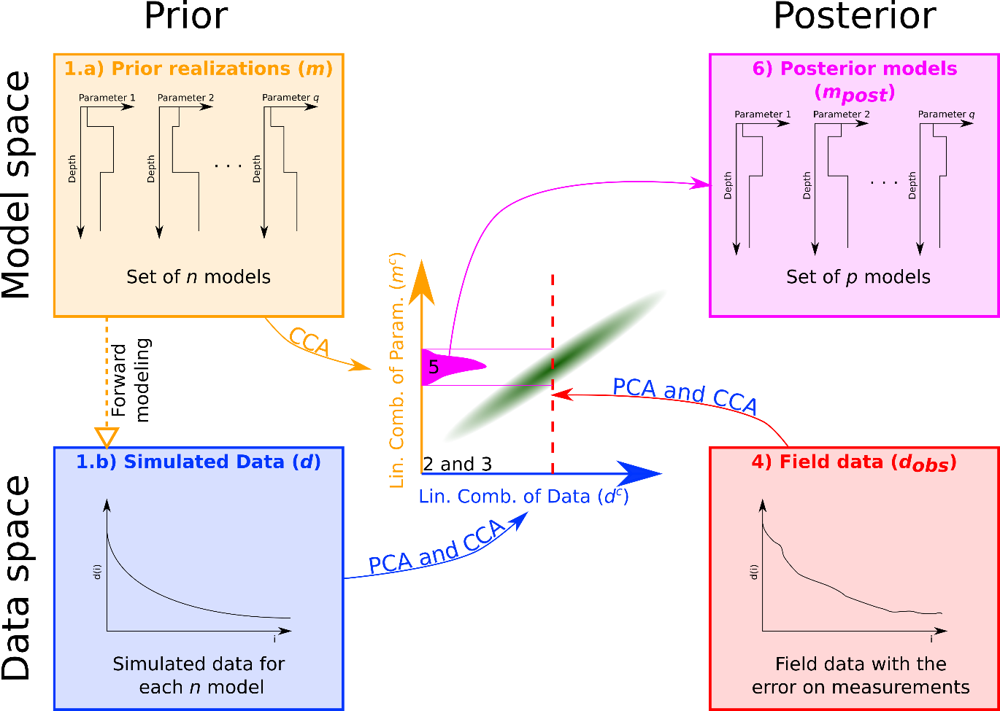 Prior
Posterior
Model space
Data space
1.a) Prior realizations (m)
Parameter 1
Parameter 2
Parameter q
Depth
Depth
. . .
Depth
Set of n models
6) Posterior models
(mpost)
Parameter 1
Parameter 2
Parameter q
Depth
Depth
. . .
Depth
Set of p models
CCA
Forward
modeling
Lin. Comb. of Param. (mᶜ)
5
2 and 3
Lin. Comb. of Data (dᶜ)
PCA and CCA
PCA and CCA
1.b) Simulated Data (d)
d(i)
i
Simulated data for
each n model
4) Field data (dobs)
d(i)
i
Field data with the
error on measurements